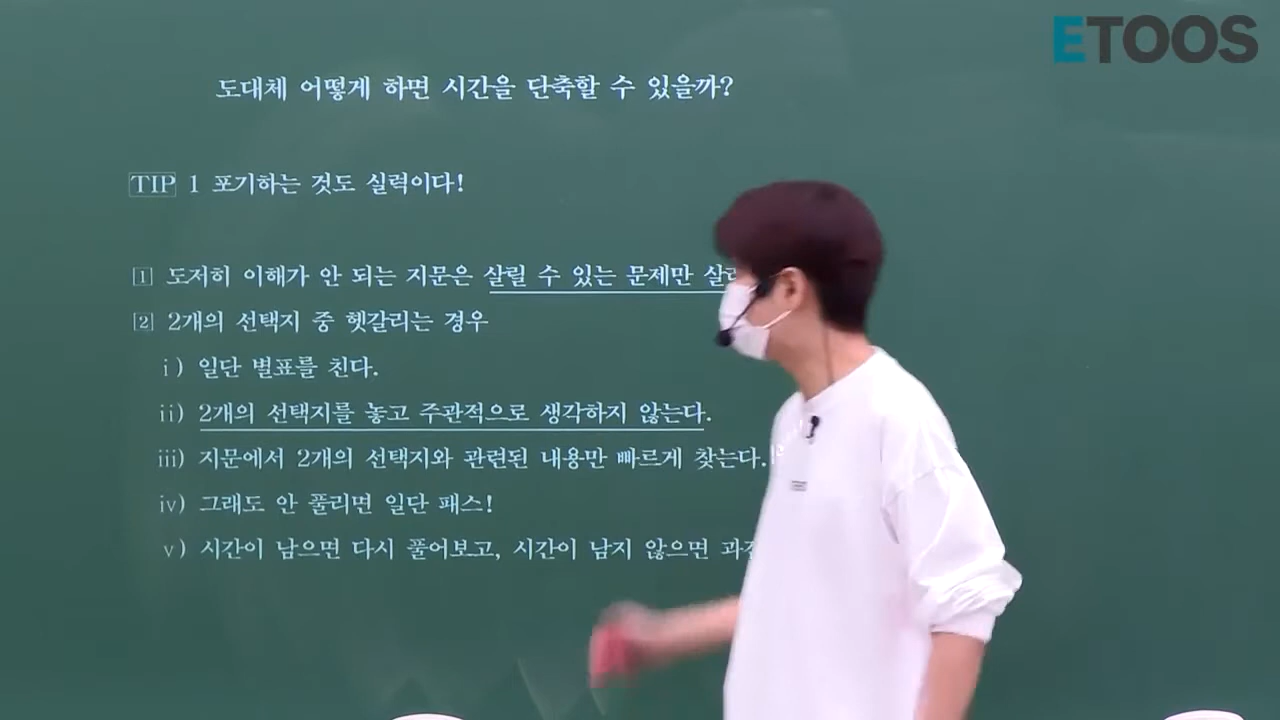 ETOOS
도대체 어떻게 하면 시간을 단축할 수 있을까?
TIP 1 포기하는 것도 실력이다!
1 도저히 이해가 안 되는 지문은 살릴 수 있는 문제만
2 2개의 선택지 중 헷갈리는 경우
i) 일단 별표를 친다.
ii) 2개의 선택지를 놓고 주관적으로 생각하지 않는다.
iii) 지문에서 2개의 선택지와 관련된 내용만 빠르게 찾는다.
iv) 그래도 안 풀리면 일단 패스!
v) 시간이 남으면 다시 풀어보고, 시간이 남지 않으면